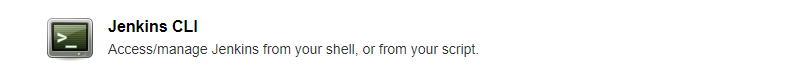 >_
Jenkins CLI
Access/manage Jenkins from your shell, or from your script.